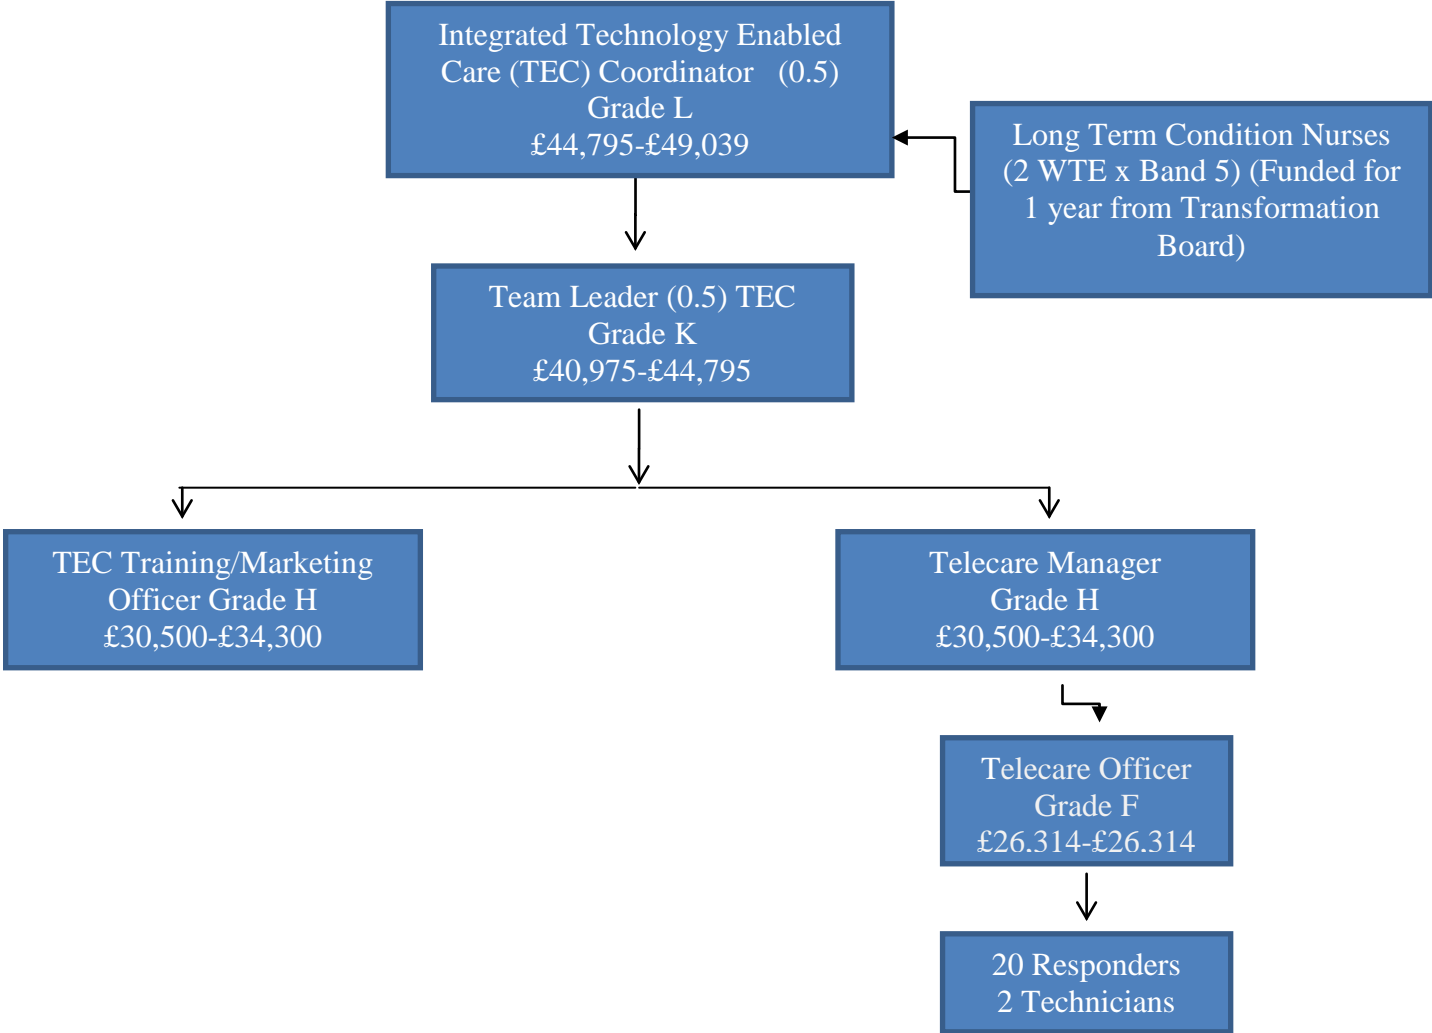 Integrated Technology Enabled
Care (TEC) Coordinator (0.5)
Grade L
£44,795-£49,039
Long Term Condition Nurses
(2 WTE x Band 5) (Funded for
1 year from Transformation
Board)
Team Leader (0.5) TEC
Grade K
£40,975-£44,795
TEC Training/Marketing
Officer Grade H
£30,500-£34,300
Telecare Manager
Grade H
£30,500-£34,300
Telecare Officer
Grade F
£26,314-£26,314
20 Responders
2 Technicians